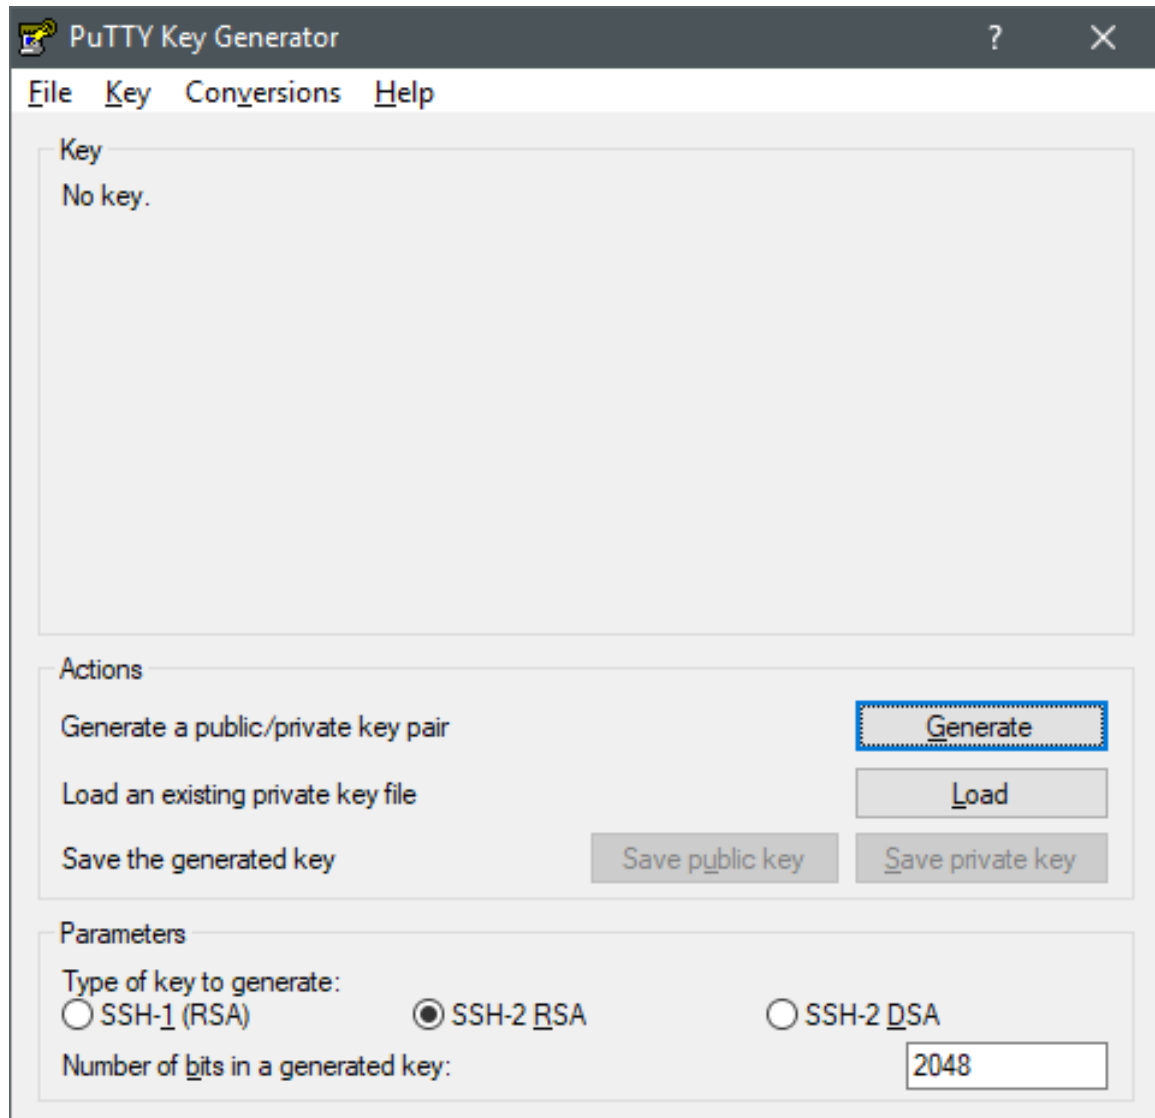 PuTTY Key Generator ?
File Key Conversions Help
Key
No key.
Actions
Generate a public/private key pair Generate
Load an existing private key file Load
Save the generated key Save public key Save private key
Parameters
Type of key to generate:
SSH-1 (RSA) SSH-2 RSA SSH-2 DSA
Number of bits in a generated key: 2048